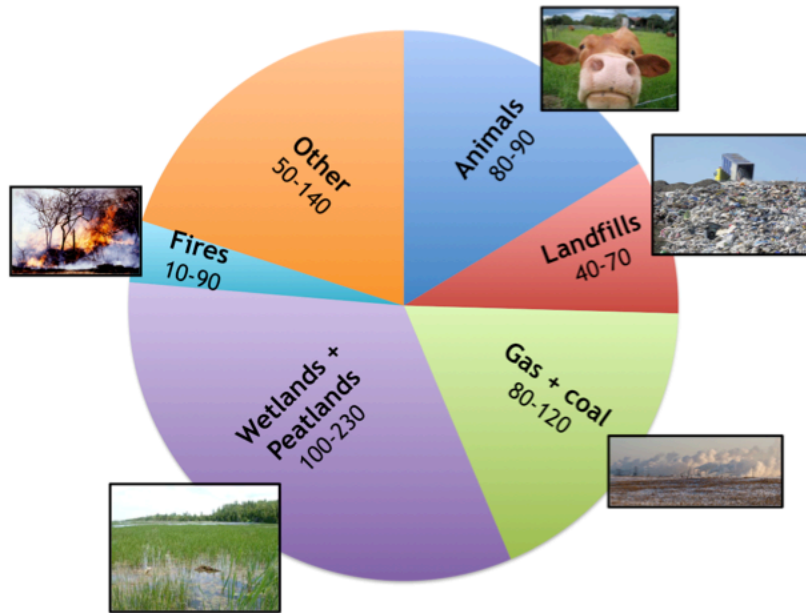 Animals
80-90
Landfills
40-70
Gas + coal
80-120
Wetlands +
Peatlands
100-230
Fires
10-90
Other
50-140